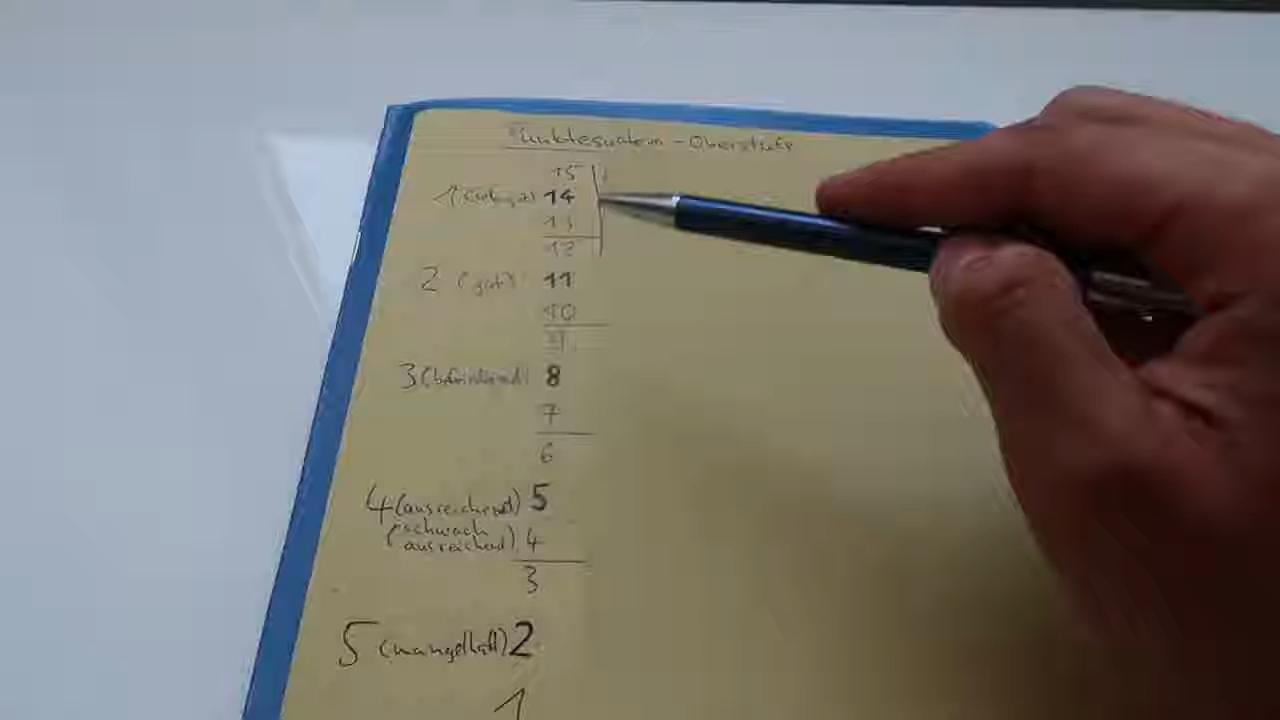 Punktesystem - Oberstufe
15
1 (sehr gut) 14
13
12
2 (gut) 11
10
9
3 (befriedigend) 8
7
6
4 (ausreichend) 5
(schwach
ausreichend) 4
3
5 (mangelhaft) 2
1